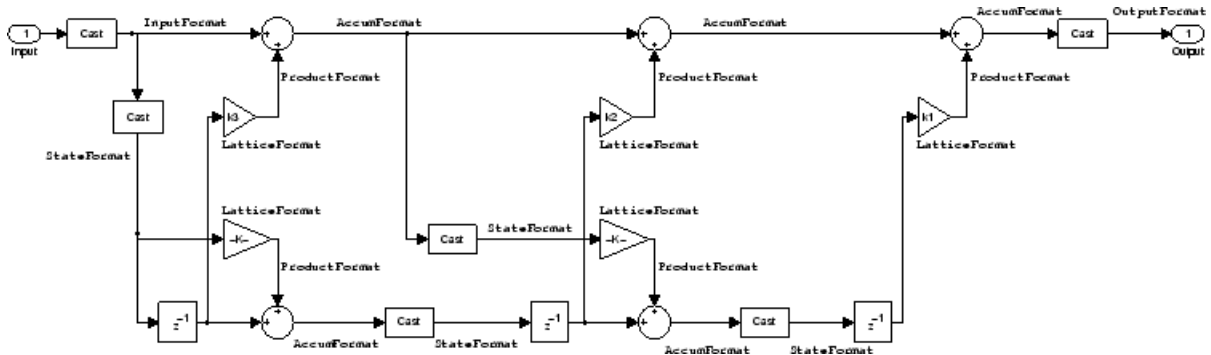 InputFormat
AccumFormat
AccumFormat
AccumFormat
OutputFormat
1
Input
Cast
+
+
+
+
+
+
Cast
1
Output
ProductFormat
ProductFormat
ProductFormat
Cast
k3
k2
k1
LatticeFormat
LatticeFormat
LatticeFormat
StateFormat
LatticeFormat
LatticeFormat
-K-
Cast
StateFormat
-K-
ProductFormat
ProductFormat
z-1
+
+
Cast
z-1
+
+
Cast
z-1
AccumFormat
StateFormat
AccumFormat
StateFormat